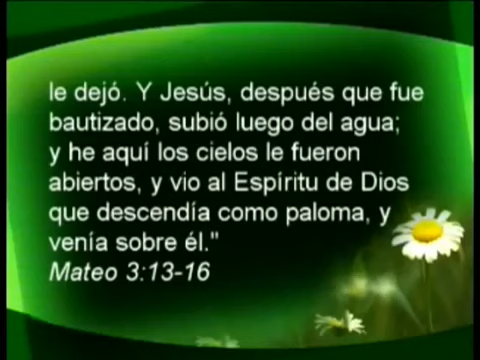 le dejó. Y Jesús, después que fue
bautizado, subió luego del agua;
y he aquí los cielos le fueron
abiertos, y vio al Espíritu de Dios
que descendía como paloma, y
venía sobre él."
Mateo 3:13-16